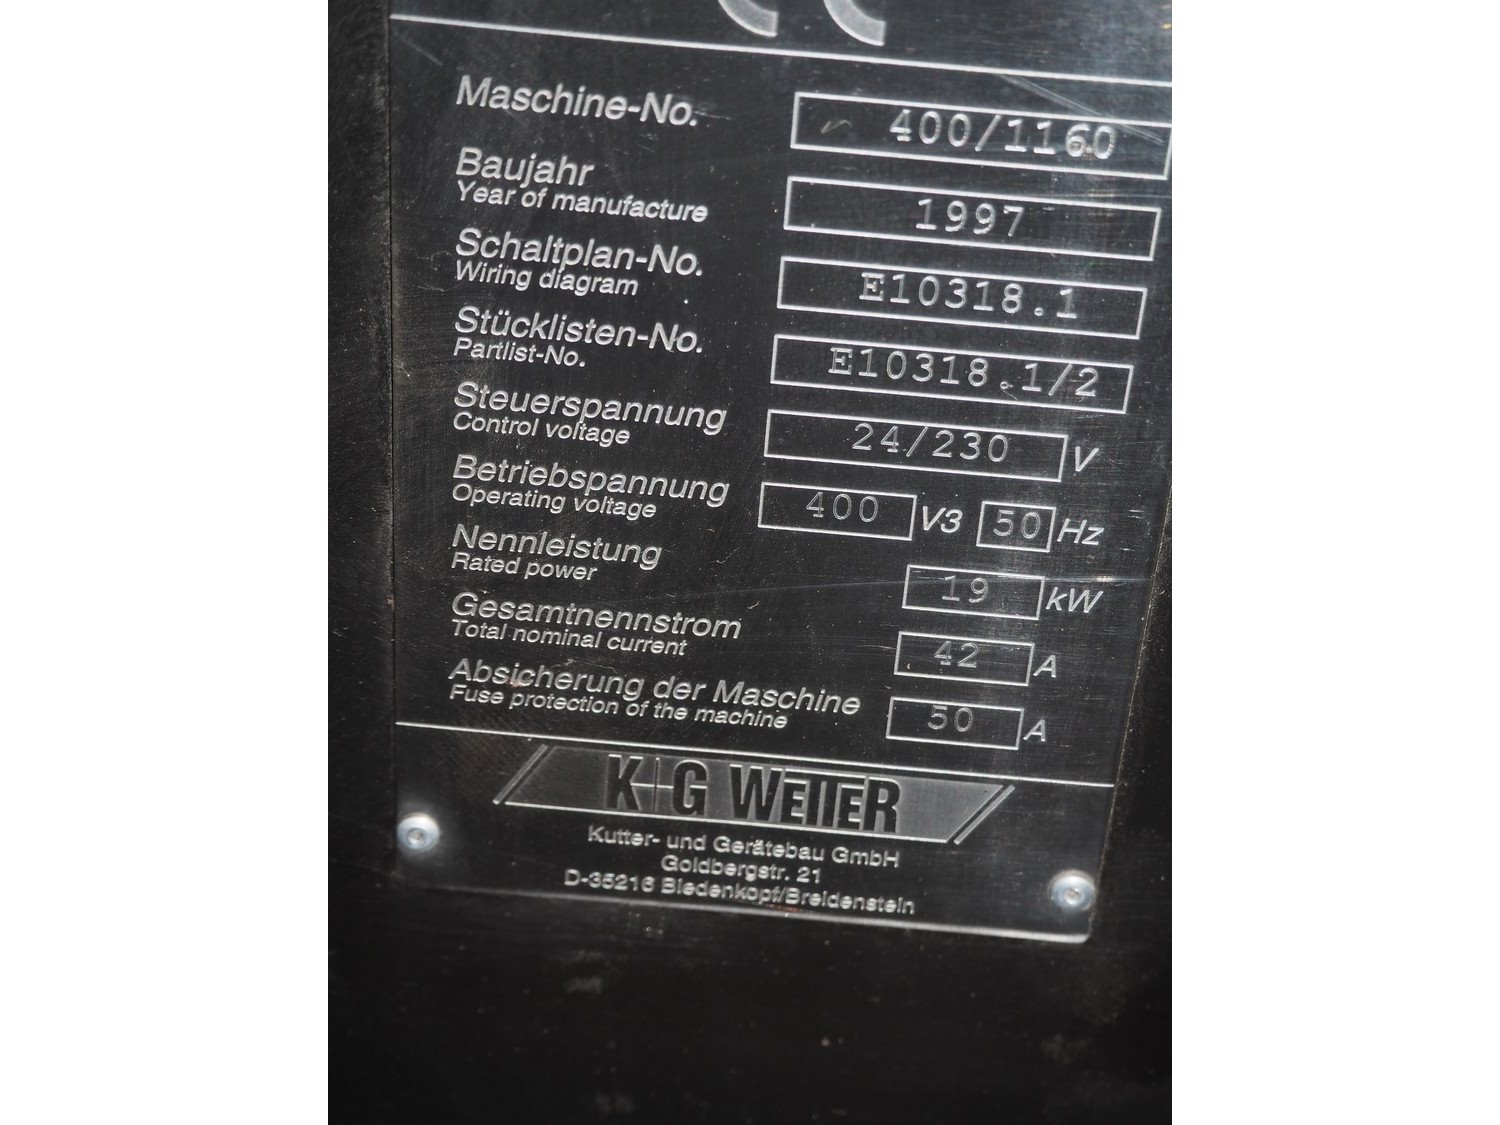 CE
Maschine-No. 400/1160
Baujahr
Year of manufacture 1997
Schaltplan-No.
Wiring diagram E10318.1
Stücklisten-No.
Partlist-No. E10318.1/2
Steuerspannung
Control voltage 24/230 V
Betriebspannung
Operating voltage 400 V3 50 Hz
Nennleistung
Rated power 19 kW
Gesamtnennstrom
Total nominal current 42 A
Absicherung der Maschine
Fuse protection of the machine 50 A
K+G WETTER
Kutter- und Gerätebau GmbH
Goldbergstr. 21
D-35216 Biedenkopf/Breidenstein